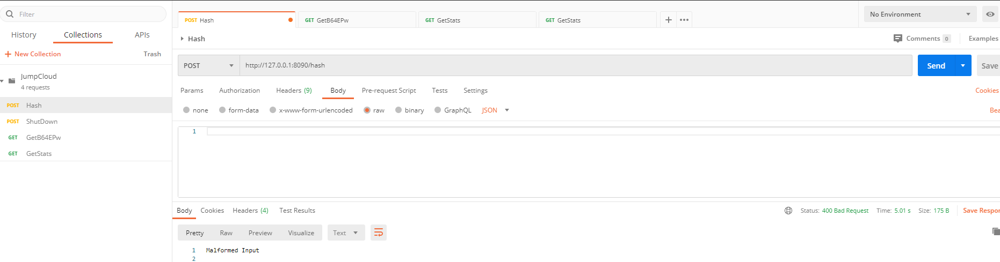 Filter
History Collections APIs
+ New Collection Trash
JumpCloud
4 requests
POST Hash
POST ShutDown
GET GetB64EPw
GET GetStats
POST Hash GET GetB64EPw GET GetStats GET GetStats + •••
No Environment
Hash
Comments 0 Examples
POST http://127.0.0.1:8090/hash Send Save
Params Authorization Headers (9) Body Pre-request Script Tests Settings Cookies
none form-data x-www-form-urlencoded raw binary GraphQL JSON Bea
1
Body Cookies Headers (4) Test Results Status: 400 Bad Request Time: 5.01 s Size: 175 B Save Respor
Pretty Raw Preview Visualize Text
1 Malformed Input
2